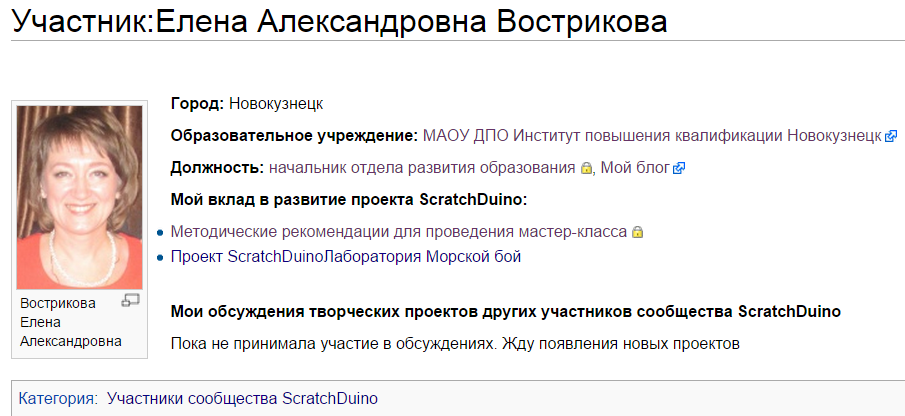 Участник:Елена Александровна Вострикова
Город: Новокузнецк
Образовательное учреждение: МАОУ ДПО Институт повышения квалификации Новокузнецк
Должность: начальник отдела развития образования, Мой блог
Мой вклад в развитие проекта ScratchDuino:
Методические рекомендации для проведения мастер-класса
Проект ScratchDuinoЛаборатория Морской бой
Вострикова
Елена
Александровна
Мои обсуждения творческих проектов других участников сообщества ScratchDuino
Пока не принимала участие в обсуждениях. Жду появления новых проектов
Категория: Участники сообщества ScratchDuino